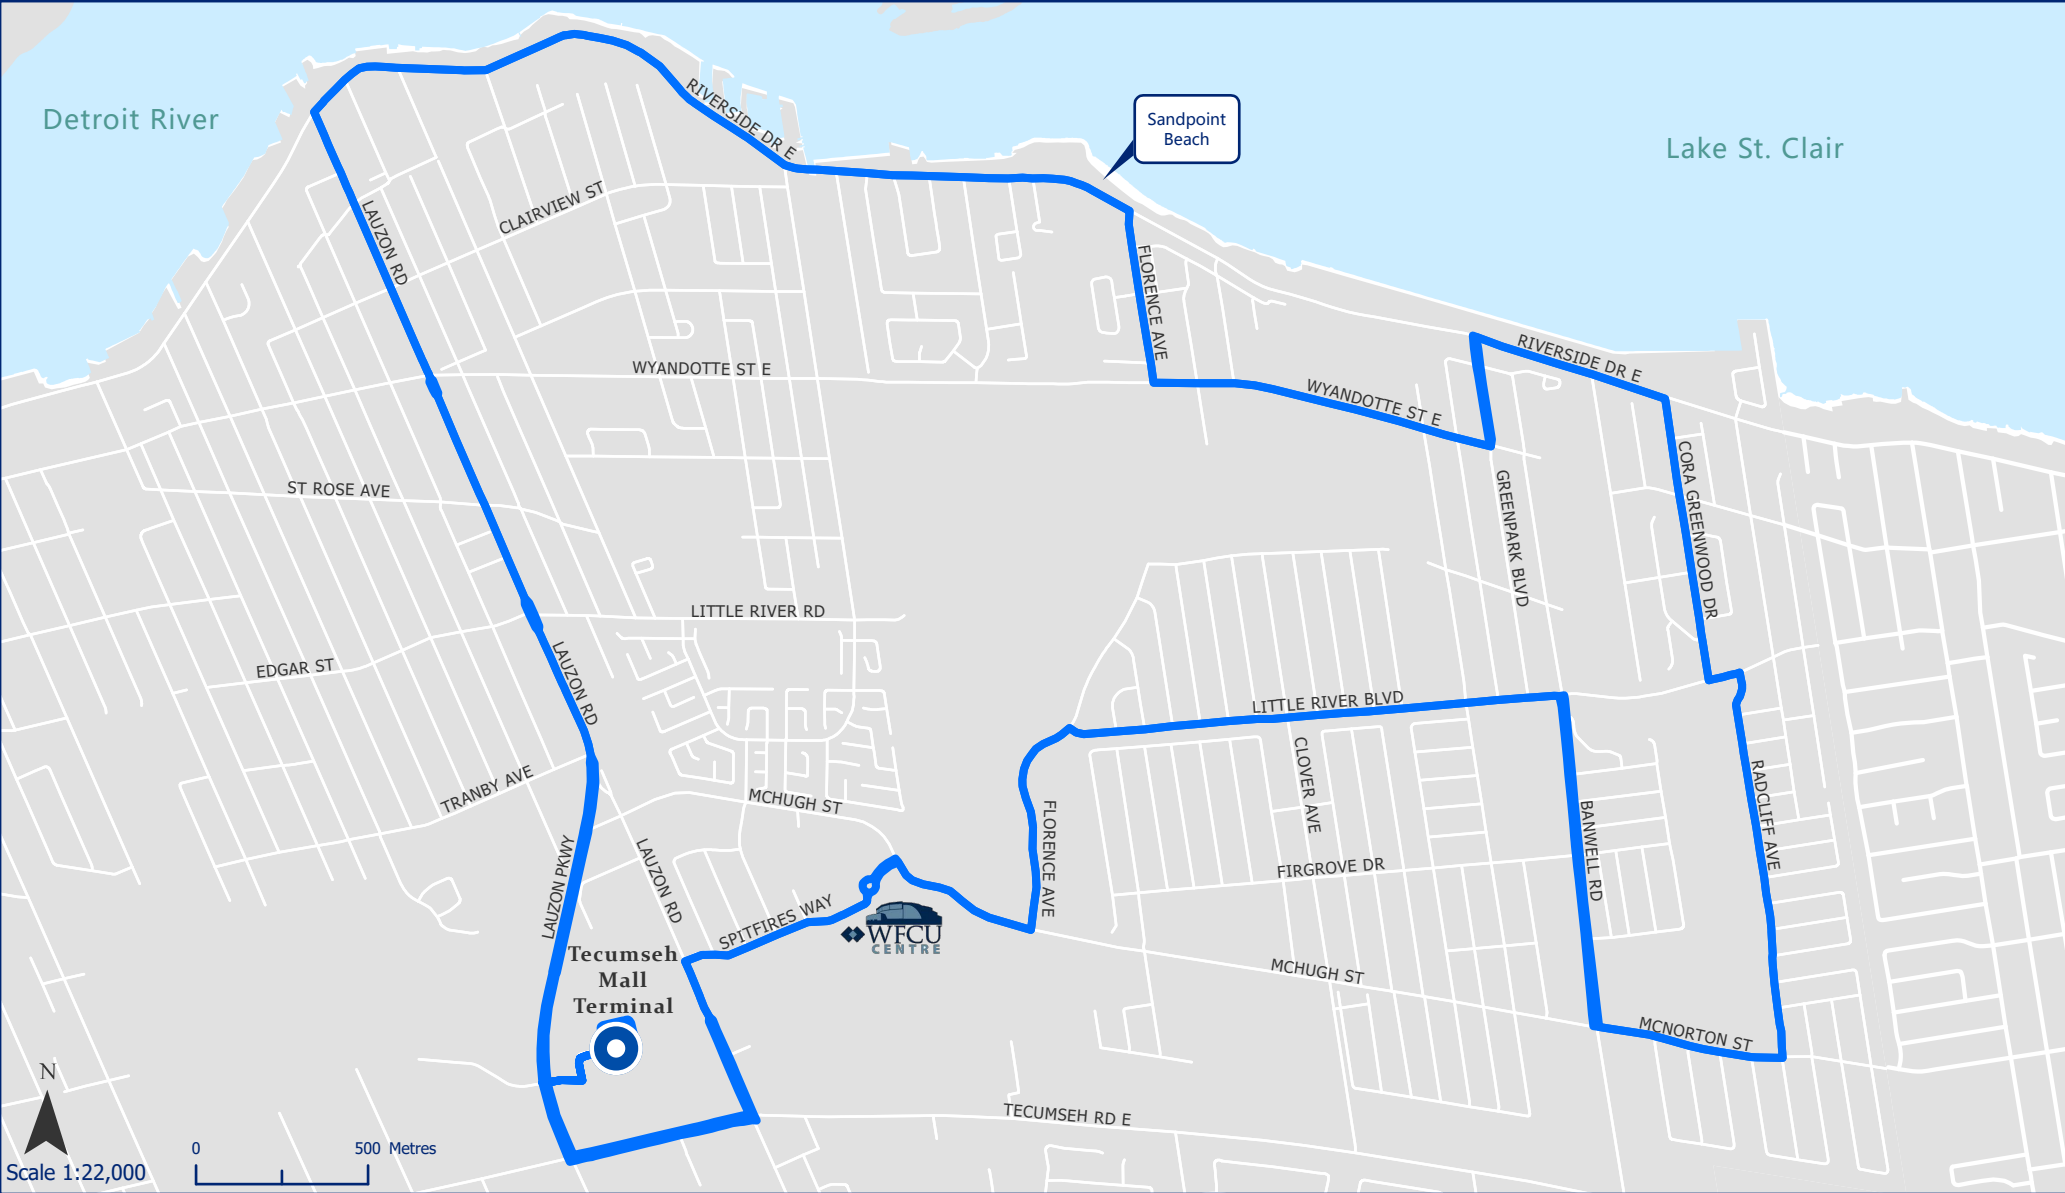 Detroit River
Sandpoint
Beach
Lake St. Clair
RIVERSIDE DR E
CLAIRVIEW ST
LAUZON RD
FLORENCE AVE
WYANDOTTE ST E
RIVERSIDE DR E
WYANDOTTE ST E
CORA GREENWOOD DR
GREENPARK BLVD
ST ROSE AVE
LITTLE RIVER RD
EDGAR ST
LAUZON RD
LITTLE RIVER BLVD
CLOVER AVE
TRANBY AVE
MCHUGH ST
RADCLIFF AVE
BANWELL RD
FLORENCE AVE
LAUZON PKWY
LAUZON RD
FIRGROVE DR
SPITFIRES WAY
WFCU
CENTRE
Tecumseh
Mall
Terminal
MCHUGH ST
MCNORTON ST
TECUMSEH RD E
N
0 500 Metres
Scale 1:22,000